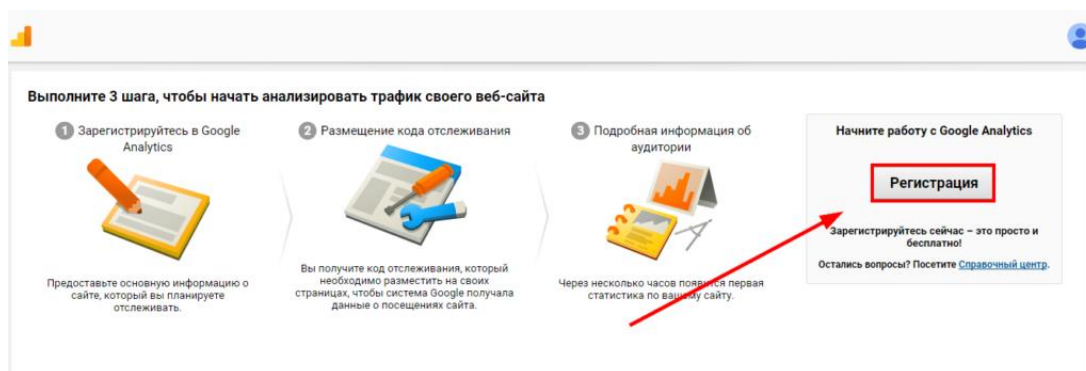 Выполните 3 шага, чтобы начать анализировать трафик своего веб-сайта
1 Зарегистрируйтесь в Google
Analytics
Предоставьте основную информацию о
сайте, который вы планируете
отслеживать.
2 Размещение кода отслеживания
Вы получите код отслеживания, который
необходимо разместить на своих
страницах, чтобы система Google получала
данные о посещениях сайта.
3 Подробная информация об
аудитории
Через несколько часов появится первая
статистика по вашему сайту.
Начните работу с Google Analytics
Регистрация
Зарегистрируйтесь сейчас – это просто и
бесплатно!
Остались вопросы? Посетите Справочный центр.